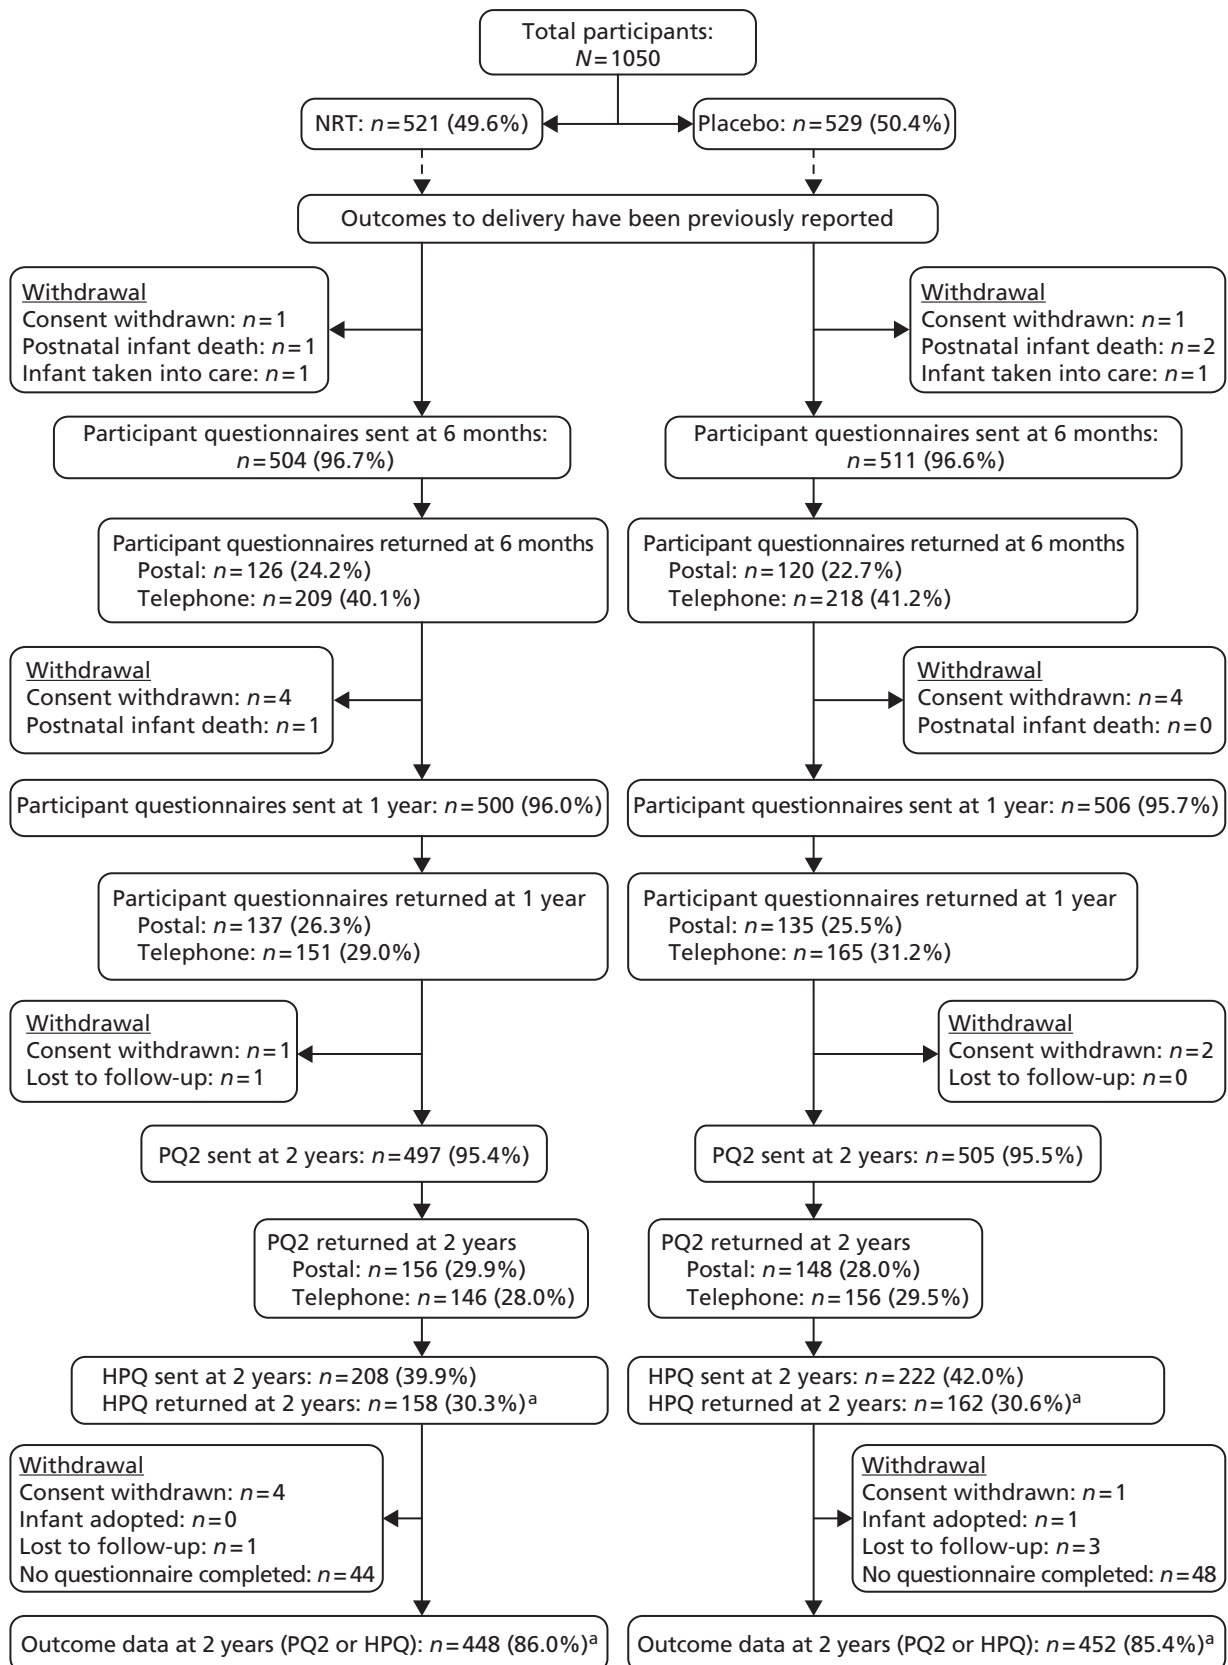 Total participants:
N=1050
NRT: n=521 (49.6%)
Placebo: n=529 (50.4%)
Outcomes to delivery have been previously reported
Withdrawal
Consent withdrawn: n=1
Postnatal infant death: n=1
Infant taken into care: n=1
Withdrawal
Consent withdrawn: n=1
Postnatal infant death: n=2
Infant taken into care: n=1
Participant questionnaires sent at 6 months:
n=504 (96.7%)
Participant questionnaires sent at 6 months:
n=511 (96.6%)
Participant questionnaires returned at 6 months
Postal: n=126 (24.2%)
Telephone: n=209 (40.1%)
Participant questionnaires returned at 6 months
Postal: n=120 (22.7%)
Telephone: n=218 (41.2%)
Withdrawal
Consent withdrawn: n=4
Postnatal infant death: n=1
Withdrawal
Consent withdrawn: n=4
Postnatal infant death: n=0
Participant questionnaires sent at 1 year: n=500 (96.0%)
Participant questionnaires sent at 1 year: n=506 (95.7%)
Participant questionnaires returned at 1 year
Postal: n=137 (26.3%)
Telephone: n=151 (29.0%)
Participant questionnaires returned at 1 year
Postal: n=135 (25.5%)
Telephone: n=165 (31.2%)
Withdrawal
Consent withdrawn: n=1
Lost to follow-up: n=1
Withdrawal
Consent withdrawn: n=2
Lost to follow-up: n=0
PQ2 sent at 2 years: n=497 (95.4%)
PQ2 sent at 2 years: n=505 (95.5%)
PQ2 returned at 2 years
Postal: n=156 (29.9%)
Telephone: n=146 (28.0%)
PQ2 returned at 2 years
Postal: n=148 (28.0%)
Telephone: n=156 (29.5%)
HPQ sent at 2 years: n=208 (39.9%)
HPQ returned at 2 years: n=158 (30.3%)a
HPQ sent at 2 years: n=222 (42.0%)
HPQ returned at 2 years: n=162 (30.6%)a
Withdrawal
Consent withdrawn: n=4
Infant adopted: n=0
Lost to follow-up: n=1
No questionnaire completed: n=44
Withdrawal
Consent withdrawn: n=1
Infant adopted: n=1
Lost to follow-up: n=3
No questionnaire completed: n=48
Outcome data at 2 years (PQ2 or HPQ): n=448 (86.0%)a
Outcome data at 2 years (PQ2 or HPQ): n=452 (85.4%)a